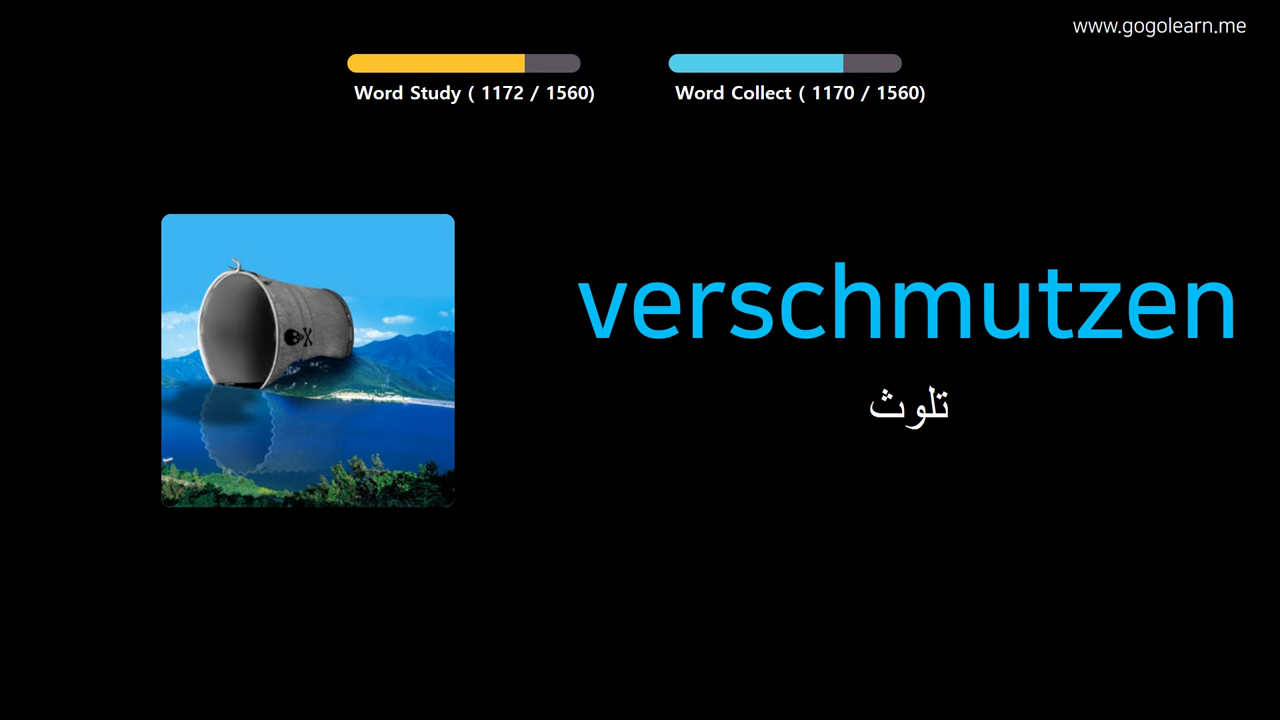 www.gogolearn.me
Word Study ( 1172 / 1560)
Word Collect ( 1170 / 1560)
verschmutzen
تلوث